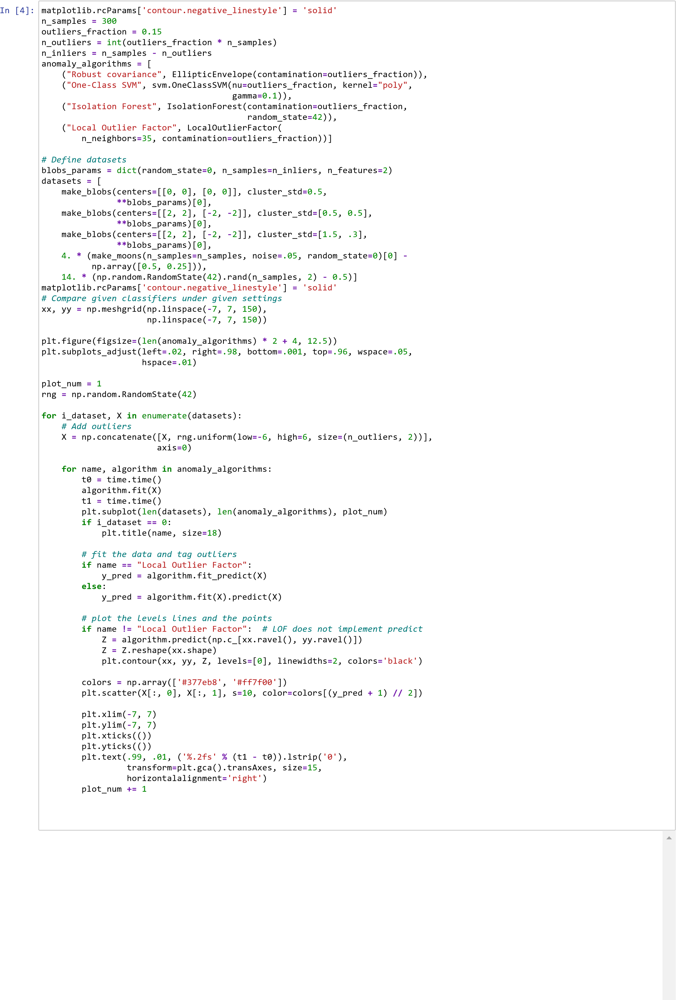 In [4]: matplotlib.rcParams['contour.negative_linestyle'] = 'solid'
n_samples = 300
outliers_fraction = 0.15
n_outliers = int(outliers_fraction * n_samples)
n_inliers = n_samples - n_outliers
anomaly_algorithms = [
    ("Robust covariance", EllipticEnvelope(contamination=outliers_fraction)),
    ("One-Class SVM", svm.OneClassSVM(nu=outliers_fraction, kernel="poly",
                                      gamma=0.1)),
    ("Isolation Forest", IsolationForest(contamination=outliers_fraction,
                                         random_state=42)),
    ("Local Outlier Factor", LocalOutlierFactor(
        n_neighbors=35, contamination=outliers_fraction))]

# Define datasets
blobs_params = dict(random_state=0, n_samples=n_inliers, n_features=2)
datasets = [
    make_blobs(centers=[[0, 0], [0, 0]], cluster_std=0.5,
               **blobs_params)[0],
    make_blobs(centers=[[2, 2], [-2, -2]], cluster_std=[0.5, 0.5],
               **blobs_params)[0],
    make_blobs(centers=[[2, 2], [-2, -2]], cluster_std=[1.5, .3],
               **blobs_params)[0],
    4. * (make_moons(n_samples=n_samples, noise=.05, random_state=0)[0] -
          np.array([0.5, 0.25])),
    14. * (np.random.RandomState(42).rand(n_samples, 2) - 0.5)]
matplotlib.rcParams['contour.negative_linestyle'] = 'solid'
# Compare given classifiers under given settings
xx, yy = np.meshgrid(np.linspace(-7, 7, 150),
                     np.linspace(-7, 7, 150))

plt.figure(figsize=(len(anomaly_algorithms) * 2 + 4, 12.5))
plt.subplots_adjust(left=.02, right=.98, bottom=.001, top=.96, wspace=.05,
                    hspace=.01)

plot_num = 1
rng = np.random.RandomState(42)

for i_dataset, X in enumerate(datasets):
    # Add outliers
    X = np.concatenate([X, rng.uniform(low=-6, high=6, size=(n_outliers, 2))],
                       axis=0)

    for name, algorithm in anomaly_algorithms:
        t0 = time.time()
        algorithm.fit(X)
        t1 = time.time()
        plt.subplot(len(datasets), len(anomaly_algorithms), plot_num)
        if i_dataset == 0:
            plt.title(name, size=18)

        # fit the data and tag outliers
        if name == "Local Outlier Factor":
            y_pred = algorithm.fit_predict(X)
        else:
            y_pred = algorithm.fit(X).predict(X)

        # plot the levels lines and the points
        if name != "Local Outlier Factor":  # LOF does not implement predict
            Z = algorithm.predict(np.c_[xx.ravel(), yy.ravel()])
            Z = Z.reshape(xx.shape)
            plt.contour(xx, yy, Z, levels=[0], linewidths=2, colors='black')

        colors = np.array(['#377eb8', '#ff7f00'])
        plt.scatter(X[:, 0], X[:, 1], s=10, color=colors[(y_pred + 1) // 2])

        plt.xlim(-7, 7)
        plt.ylim(-7, 7)
        plt.xticks(())
        plt.yticks(())
        plt.text(.99, .01, ('%.2fs' % (t1 - t0)).lstrip('0'),
                 transform=plt.gca().transAxes, size=15,
                 horizontalalignment='right')
        plot_num += 1